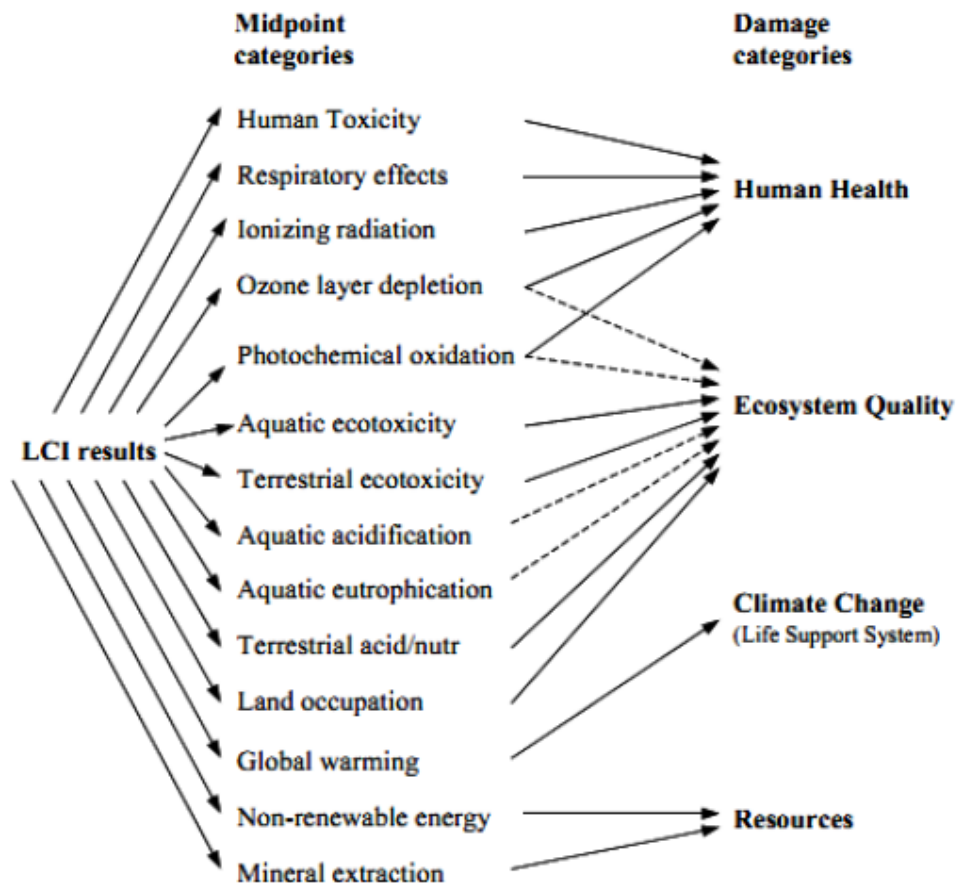 Midpoint
categories
Damage
categories
Human Toxicity
Respiratory effects
Human Health
Ionizing radiation
Ozone layer depletion
Photochemical oxidation
Ecosystem Quality
Aquatic ecotoxicity
LCI results
Terrestrial ecotoxicity
Aquatic acidification
Aquatic eutrophication
Climate Change
(Life Support System)
Terrestrial acid/nutr
Land occupation
Global warming
Non-renewable energy
Resources
Mineral extraction